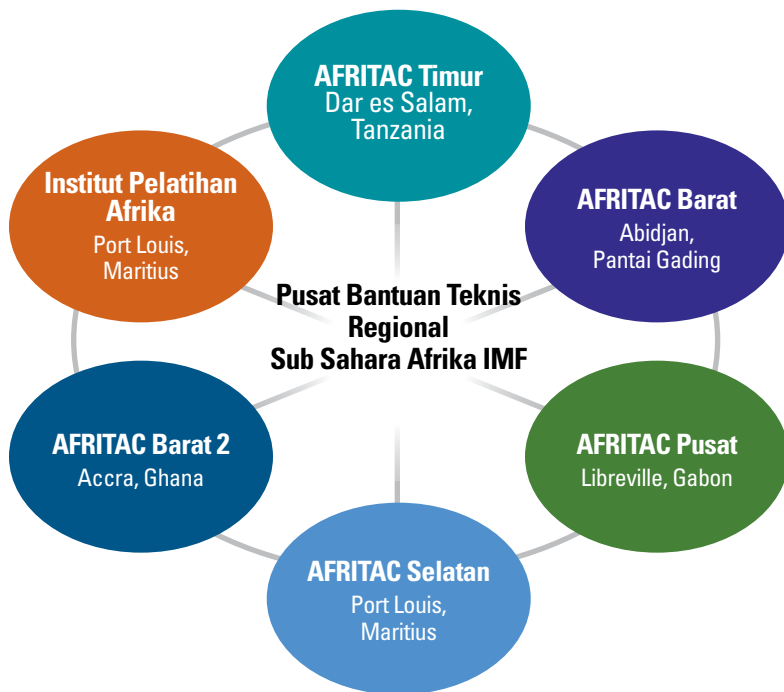 AFRITAC Timur
Dar es Salam,
Tanzania
AFRITAC Barat
Abidjan,
Pantai Gading
AFRITAC Pusat
Libreville, Gabon
AFRITAC Selatan
Port Louis,
Maritius
AFRITAC Barat 2
Accra, Ghana
Institut Pelatihan
Afrika
Port Louis,
Maritius
Pusat Bantuan Teknis
Regional
Sub Sahara Afrika IMF